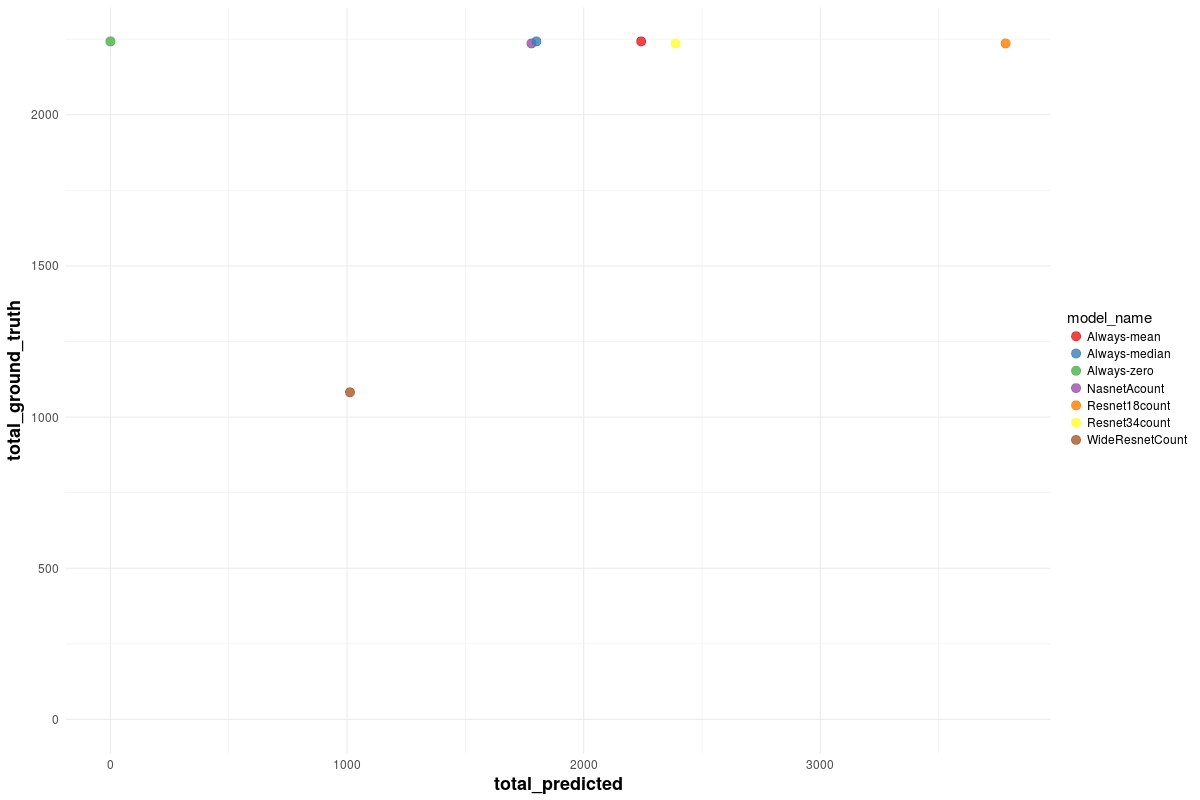 total_ground_truth
2000
1500
1000
500
0
0
1000
2000
3000
total_predicted
model_name
Always-mean
Always-median
Always-zero
NasnetAcount
Resnet18count
Resnet34count
WideResnetCount